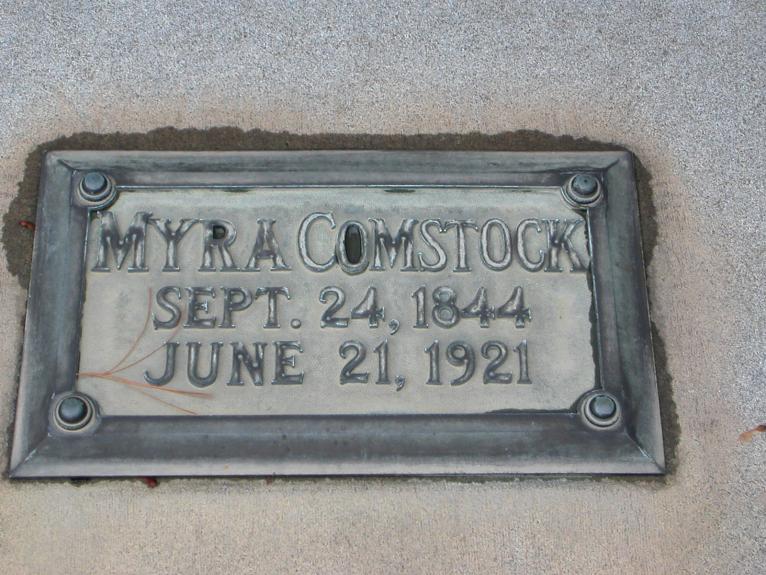 MYRA COMSTOCK
SEPT. 24, 1844
JUNE 21, 1921